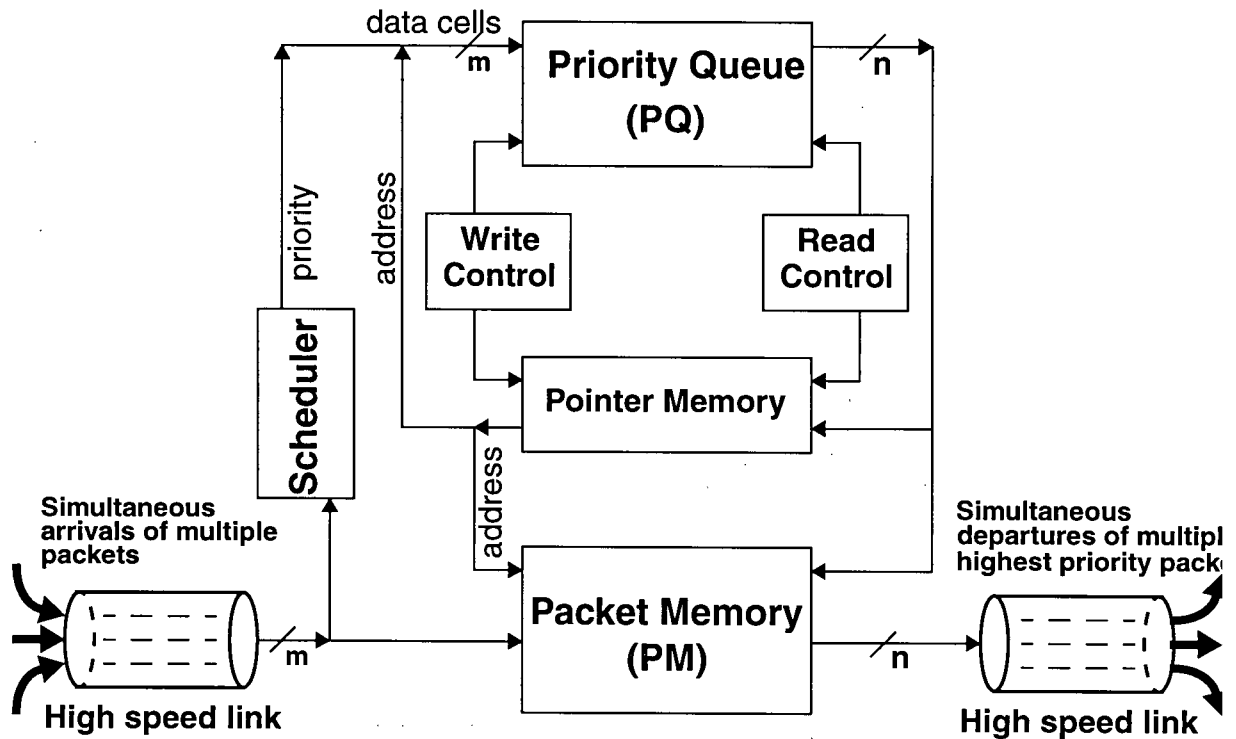 data cells
m
Priority Queue
(PQ)
n
priority
address
Write
Control
Read
Control
Scheduler
Pointer Memory
address
Simultaneous
arrivals of multiple
packets
m
High speed link
Packet Memory
(PM)
n
Simultaneous
departures of multipl
highest priority pack
High speed link